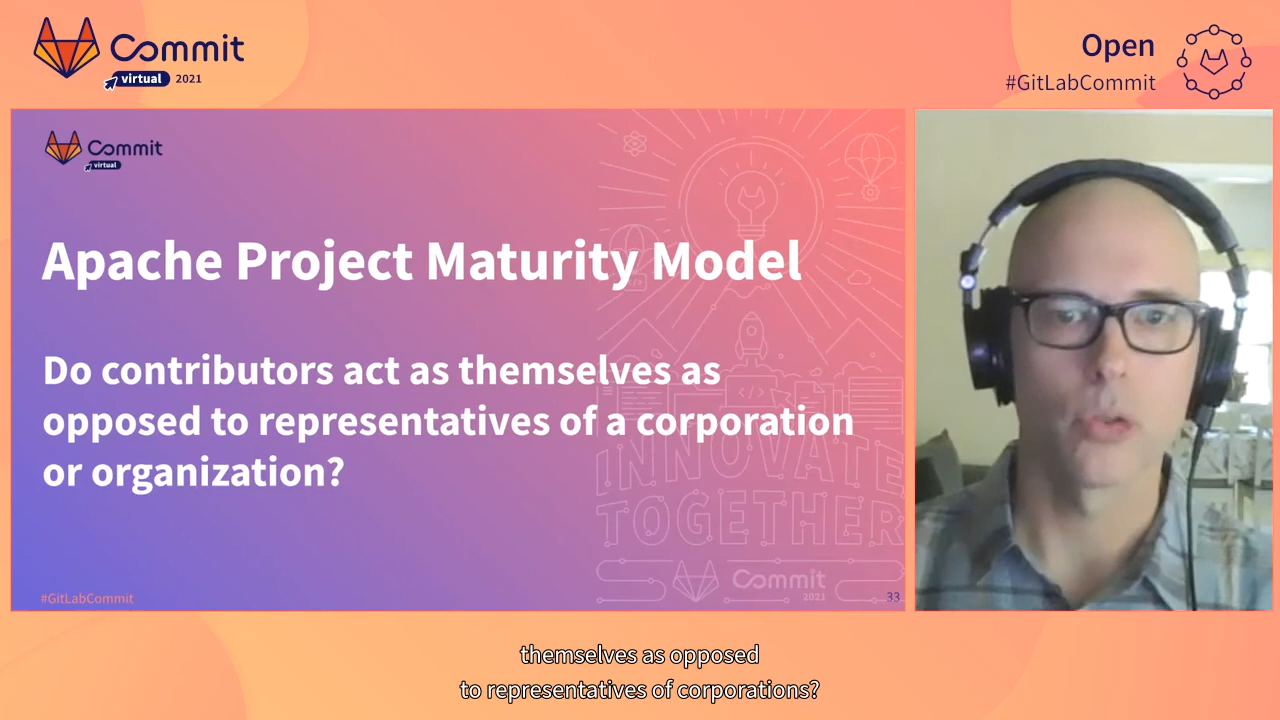 Commit
virtual 2021
Open
#GitLabCommit
Commit
virtual
Apache Project Maturity Model
Do contributors act as themselves as
opposed to representatives of a corporation
or organization?
</>
INNOVATE
TOGETHER
Commit
2021
#GitLabCommit
33
themselves as opposed
to representatives of corporations?